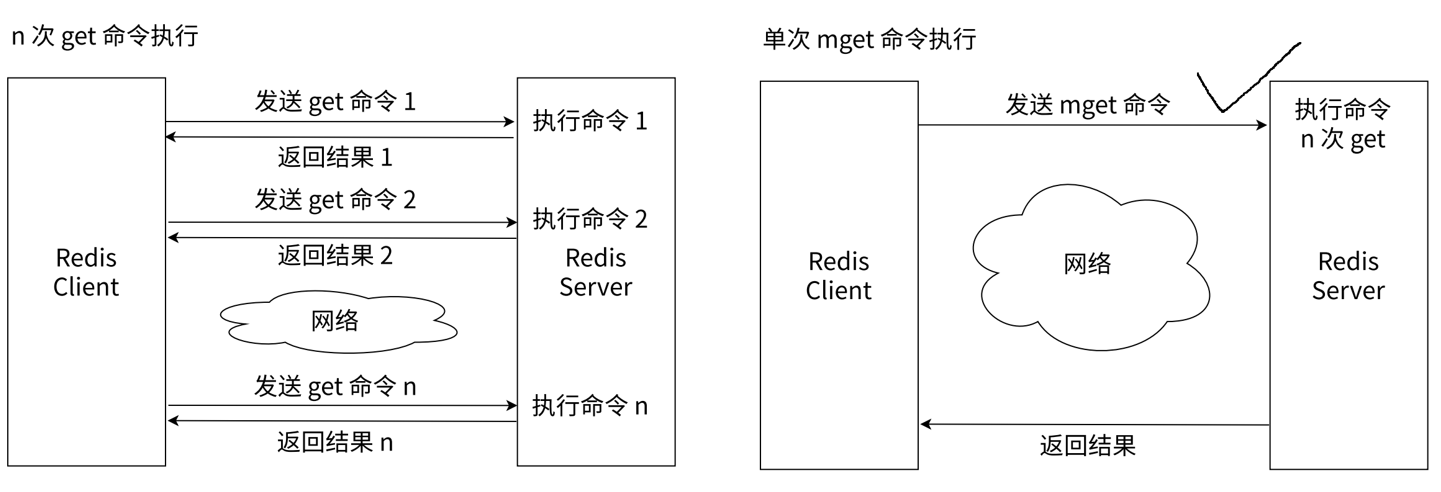 n 次 get 命令执行
发送 get 命令 1
执行命令 1
返回结果 1
发送 get 命令 2
执行命令 2
返回结果 2
Redis
Client
Redis
Server
网络
发送 get 命令 n
执行命令 n
返回结果 n
单次 mget 命令执行
发送 mget 命令
执行命令
n 次 get
网络
Redis
Client
Redis
Server
返回结果